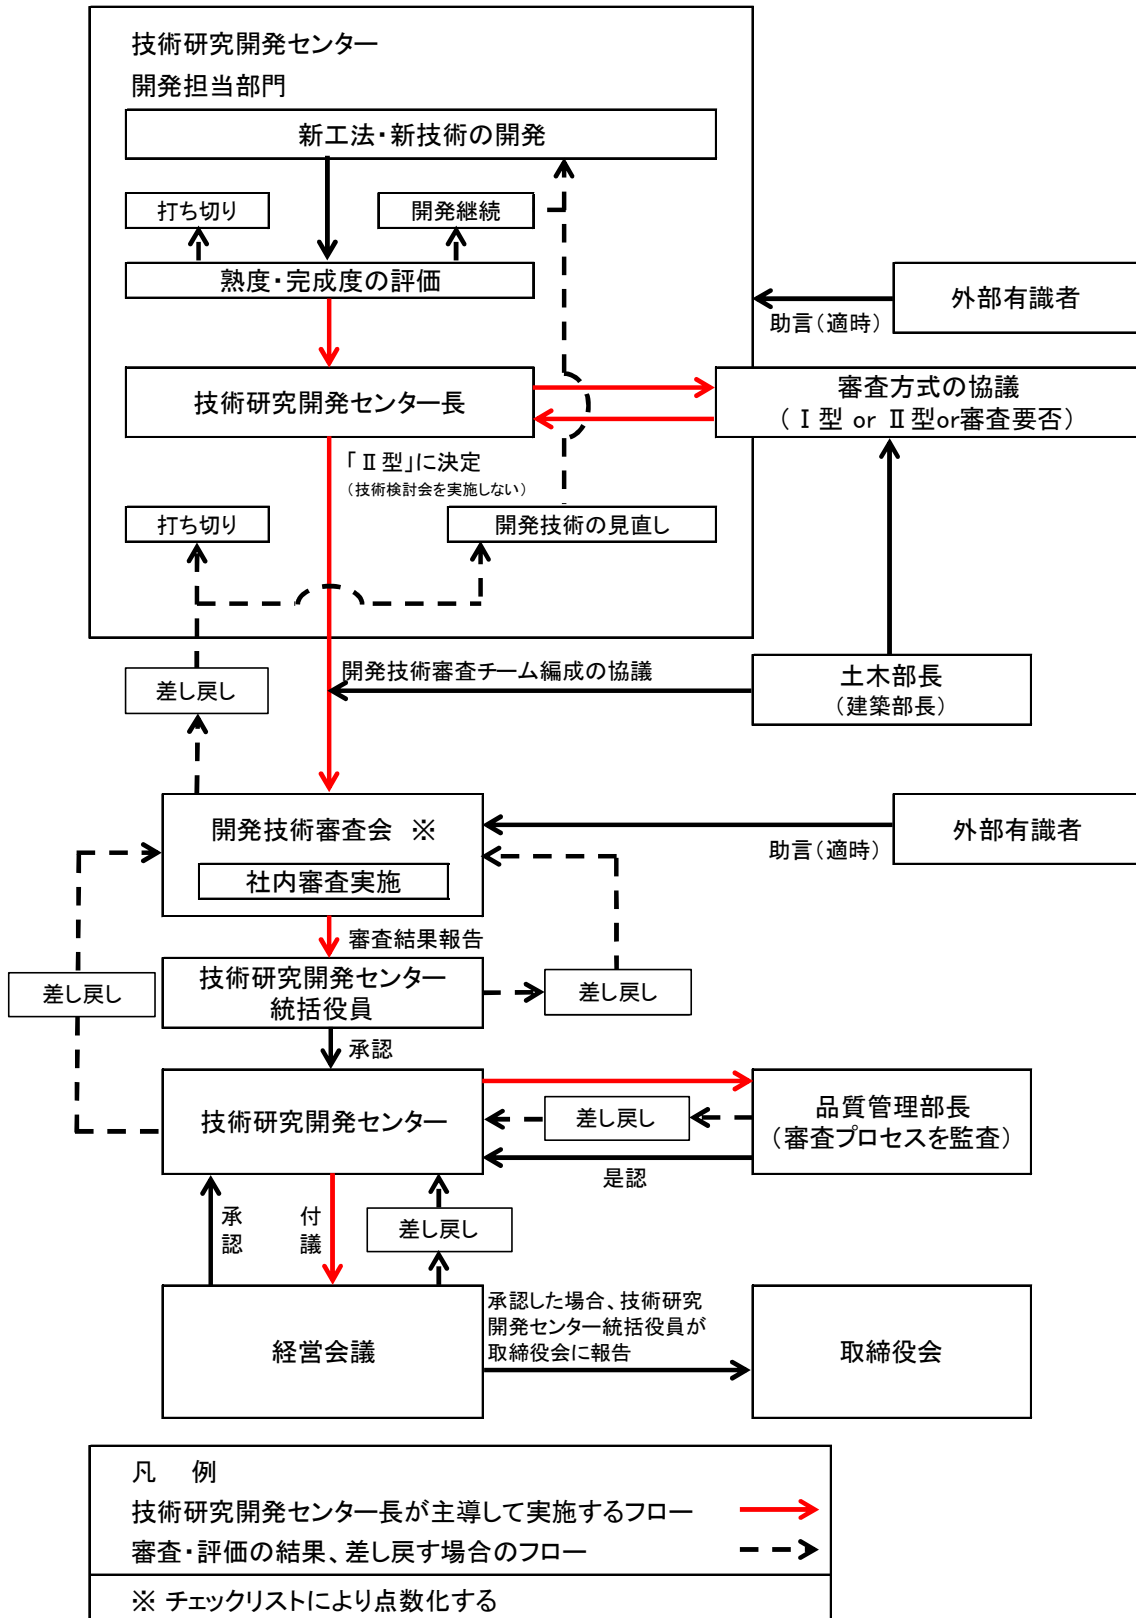 技術研究開発センター
開発担当部門
新工法・新技術の開発
打ち切り
開発継続
熟度・完成度の評価
外部有識者
助言（適時）
技術研究開発センター長
審査方式の協議
（Ⅰ型 or Ⅱ型or審査要否）
「Ⅱ型」に決定
（技術検討会を実施しない）
打ち切り
開発技術の見直し
開発技術審査チーム編成の協議
土木部長
（建築部長）
差し戻し
開発技術審査会 ※
社内審査実施
外部有識者
助言（適時）
審査結果報告
技術研究開発センター
統括役員
差し戻し
差し戻し
承認
技術研究開発センター
差し戻し
品質管理部長
（審査プロセスを監査）
是認
承認
付議
差し戻し
経営会議
承認した場合、技術研究
開発センター統括役員が
取締役会に報告
取締役会
凡 例
技術研究開発センター長が主導して実施するフロー
審査・評価の結果、差し戻す場合のフロー
※ チェックリストにより点数化する